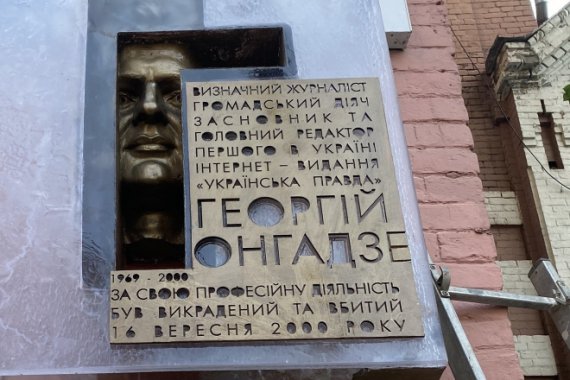 ВИЗНАЧНИЙ ЖУРНАЛІСТ
ГРОМАДСЬКИЙ ДІЯЧ
ЗАСНОВНИК ТА
ГОЛОВНИЙ РЕДАКТОР
ПЕРШОГО В УКРАЇНІ
ІНТЕРНЕТ – ВИДАННЯ
«УКРАЇНСЬКА ПРАВДА»
ГЕОРГІЙ
ОНГАДЗЕ
1969 - 2000
ЗА СВОЮ ПРОФЕСІЙНУ ДІЯЛЬНІСТЬ
БУВ ВИКРАДЕНИЙ ТА ВБИТИЙ
16 ВЕРЕСНЯ 2000 РОКУ